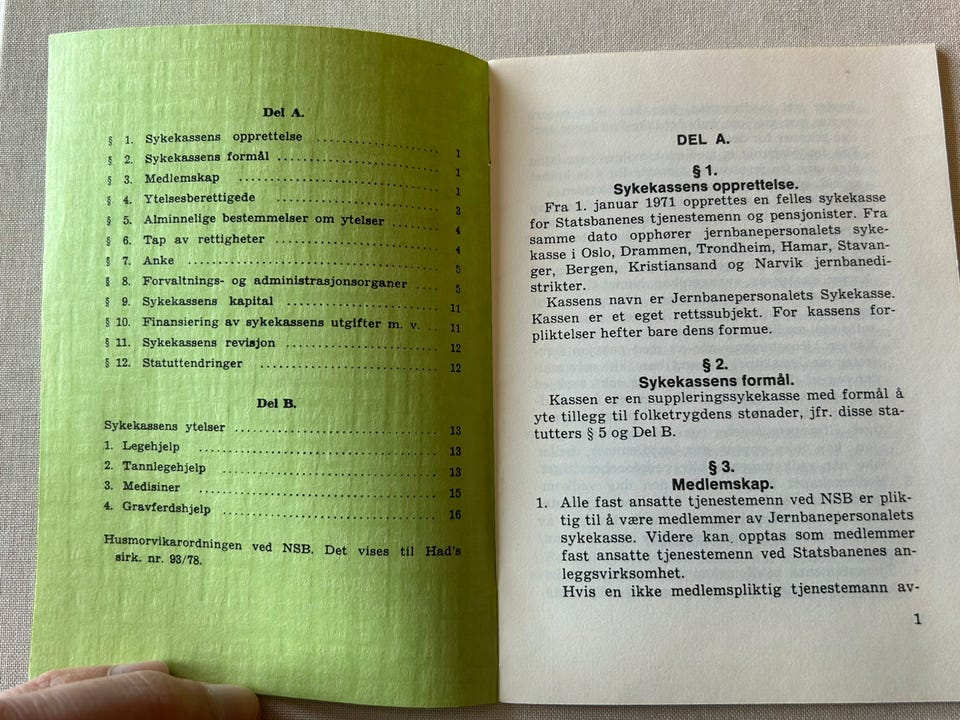 Del A.
§ 1. Sykekassens opprettelse .......................... 1
§ 2. Sykekassens formål .................................. 1
§ 3. Medlemskap ........................................ 1
§ 4. Ytelsesberettigede .................................. 3
§ 5. Alminnelige bestemmelser om ytelser ........... 4
§ 6. Tap av rettigheter .................................. 4
§ 7. Anke .................................................. 5
§ 8. Forvaltnings- og administrasjonsorganer ........ 5
§ 9. Sykekassens kapital .............................. 11
§ 10. Finansiering av sykekassens utgifter m. v. .. 11
§ 11. Sykekassens revisjon .............................. 12
§ 12. Statuttendringer .................................. 12
Del B.
Sykekassens ytelser .................................. 13
1. Legehjelp ........................................ 13
2. Tannlegehjelp .................................. 13
3. Medisiner ........................................ 15
4. Gravferdshjelp .................................. 16
Husmorvikarordningen ved NSB. Det vises til Had's
sirk. nr. 93/78.
DEL A.
§ 1.
Sykekassens opprettelse.
Fra 1. januar 1971 opprettes en felles sykekasse
for Statsbanenes tjenestemenn og pensjonister. Fra
samme dato opphører jernbanepersonalets syke-
kasse i Oslo, Drammen, Trondheim, Hamar, Stavan-
ger, Bergen, Kristiansand og Narvik jernbanedi-
strikter.
Kassens navn er Jernbanepersonalets Sykekasse.
Kassen er et eget rettssubjekt. For kassens for-
pliktelser hefter bare dens formue.
§ 2.
Sykekassens formål.
Kassen er en suppleringssykekasse med formål å
yte tillegg til folketrygdens stønader, jfr. disse sta-
tutters § 5 og Del B.
§ 3.
Medlemskap.
1. Alle fast ansatte tjenestemenn ved NSB er plik-
tig til å være medlemmer av Jernbanepersonalets
sykekasse. Videre kan opptas som medlemmer
fast ansatte tjenestemenn ved Statsbanenes an-
leggsvirksomhet.
Hvis en ikke medlemspliktig tjenestemann av-
1